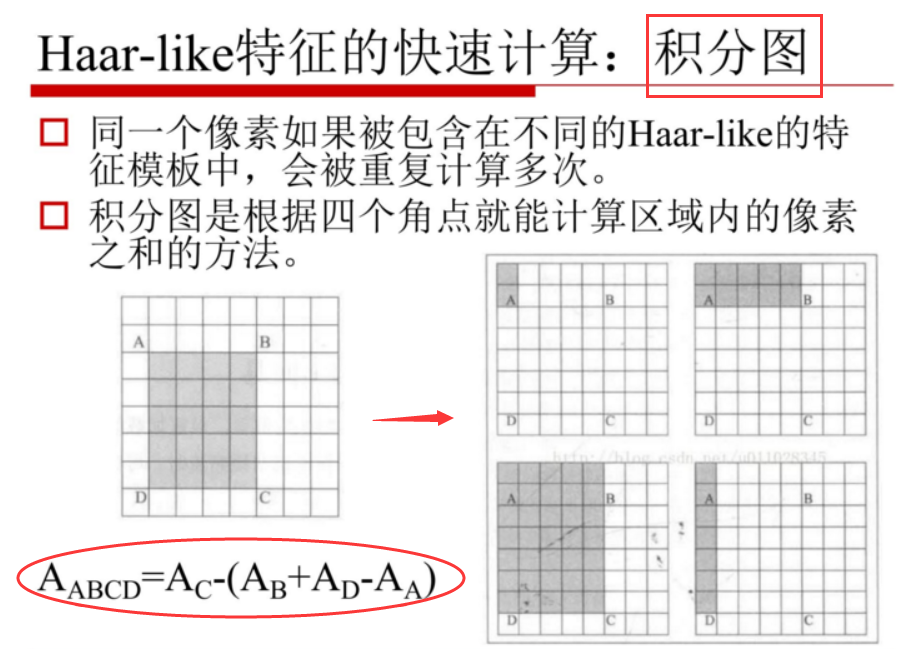 Haar-like特征的快速计算：积分图
同一个像素如果被包含在不同的Haar-like的特
征模板中，会被重复计算多次。
积分图是根据四个角点就能计算区域内的像素
之和的方法。
A B
D C
A B
D C
A B
D C
http://blog.csdn.net/u011028345
A B
D C
A B
D C
A_ABCD=A_C-(A_B+A_D-A_A)